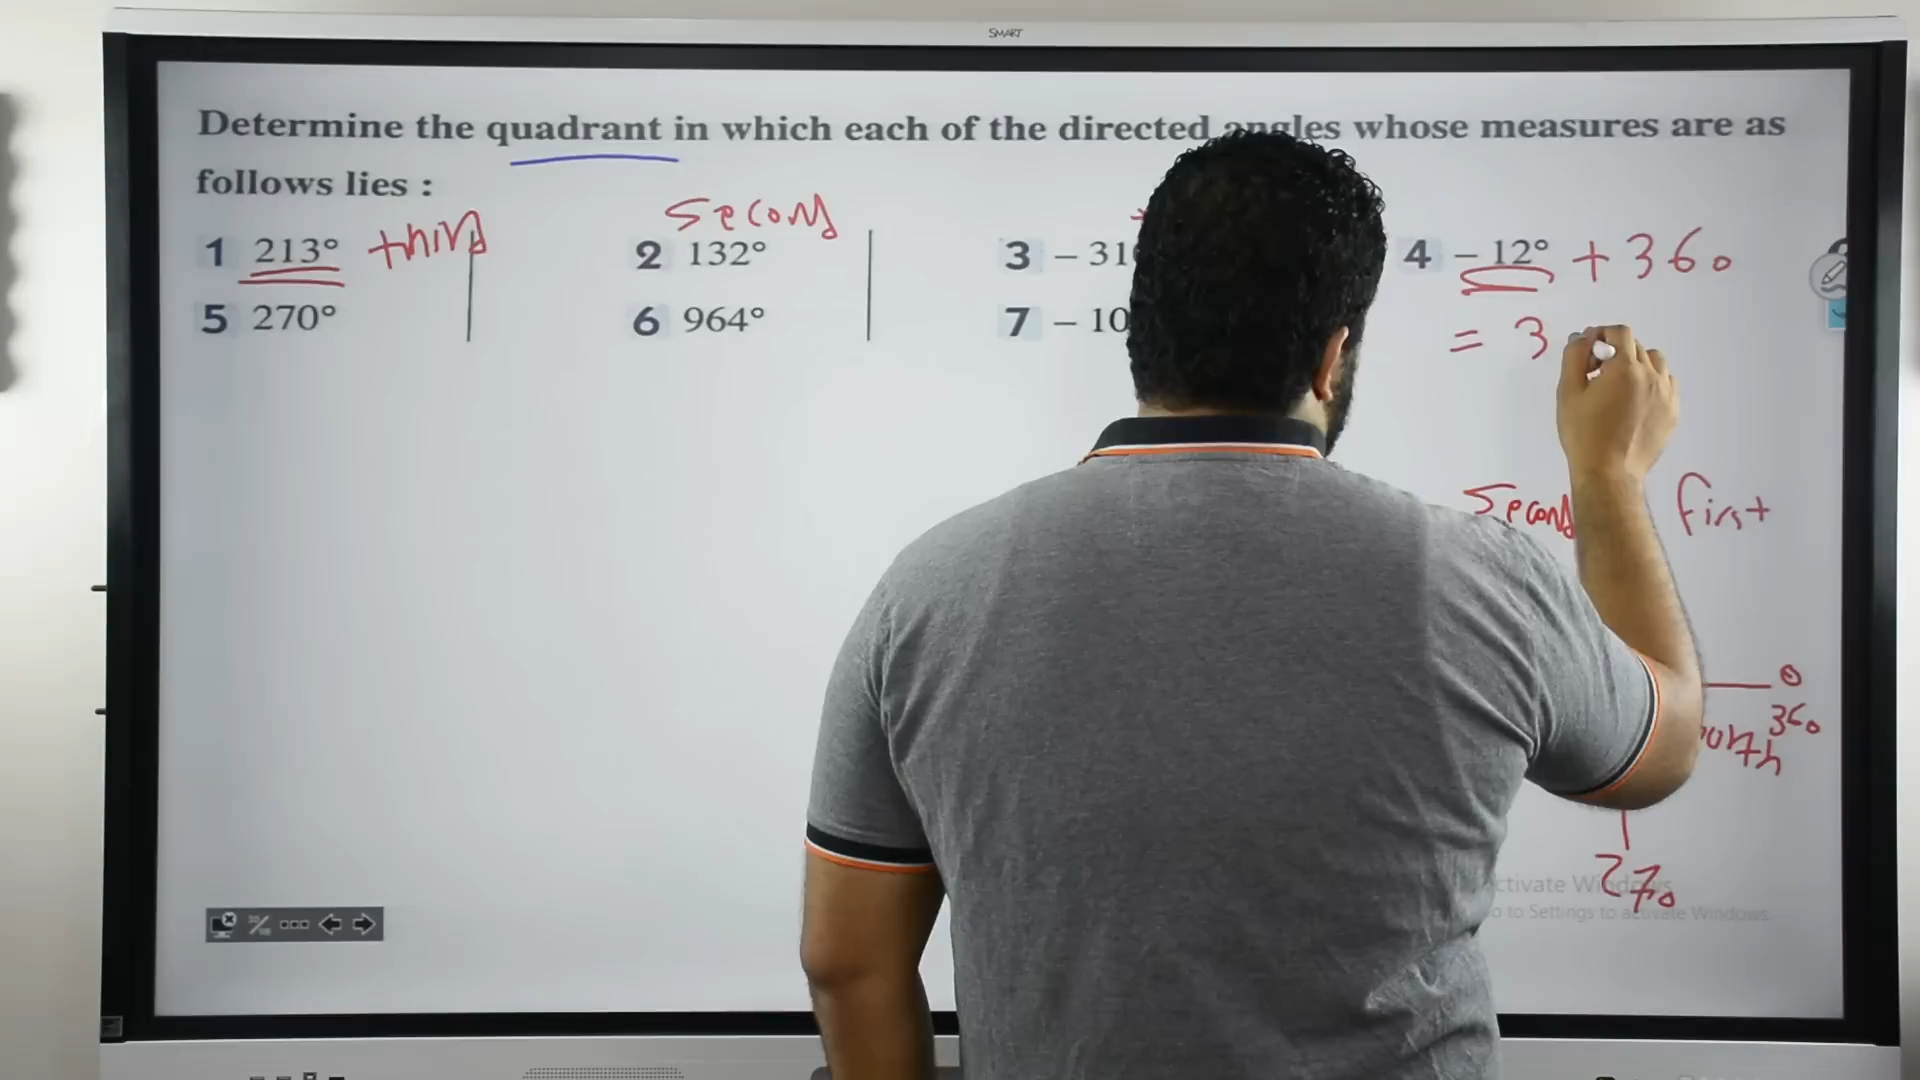 SMART
Determine the quadrant in which each of the directed angles whose measures are as
follows lies :
third
second
1 213° 2 132° 3 – 31 4 – 12° + 360
5 270° 6 964° 7 – 10 = 3
second first
0
360
270
Activate Windows
Go to Settings to activate Windows.